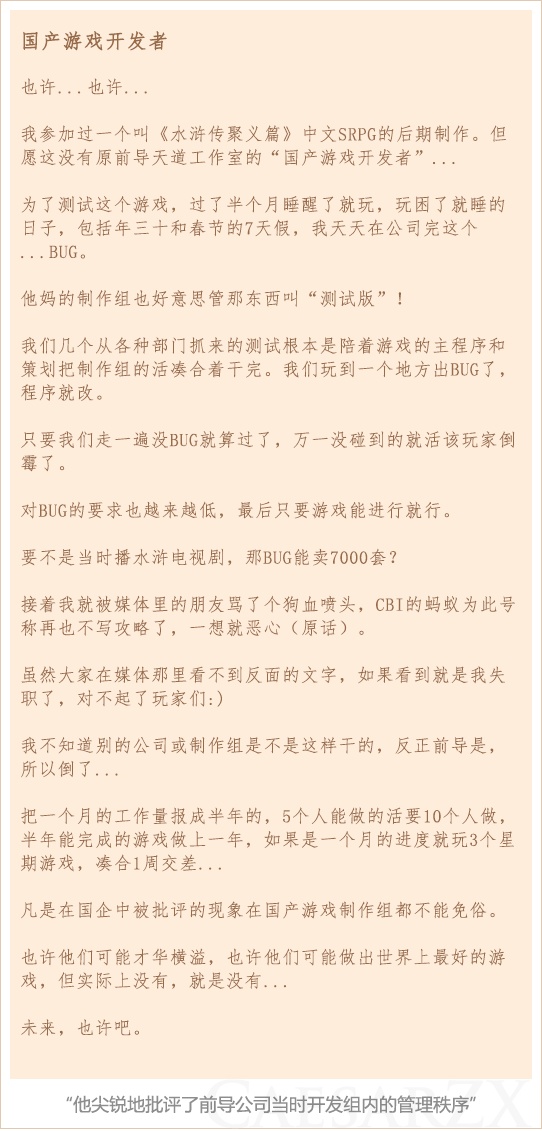 国产游戏开发者
也许...也许...
我参加过一个叫《水浒传聚义篇》中文SRPG的后期制作。但
愿这没有原前导天道工作室的“国产游戏开发者”...
为了测试这个游戏，过了半个月睡醒了就玩，玩困了就睡的
日子，包括年三十和春节的7天假，我天天在公司完这个
...BUG。
他妈的制作组也好意思管那东西叫“测试版”！
我们几个从各种部门抓来的测试根本是陪着游戏的主程序和
策划把制作组的活凑合着干完。我们玩到一个地方出BUG了，
程序就改。
只要我们走一遍没BUG就算过了，万一没碰到的就活该玩家倒
霉了。
对BUG的要求也越来越低，最后只要游戏能进行就行。
要不是当时播水浒电视剧，那BUG能卖7000套？
接着我就被媒体里的朋友骂了个狗血喷头，CBI的蚂蚁为此号
称再也不写攻略了，一想就恶心（原话）。
虽然大家在媒体那里看不到反面的文字，如果看到就是我失
职了，对不起了玩家们:)
我不知道别的公司或制作组是不是这样干的，反正前导是，
所以倒了...
把一个月的工作量报成半年的，5个人能做的活要10个人做，
半年能完成的游戏做上一年，如果是一个月的进度就玩3个星
期游戏，凑合1周交差...
凡是在国企中被批评的现象在国产游戏制作组都不能免俗。
也许他们可能才华横溢，也许他们可能做出世界上最好的游
戏，但实际上没有，就是没有...
未来，也许吧。
CAESARZX
“他尖锐地批评了前导公司当时开发组内的管理秩序”